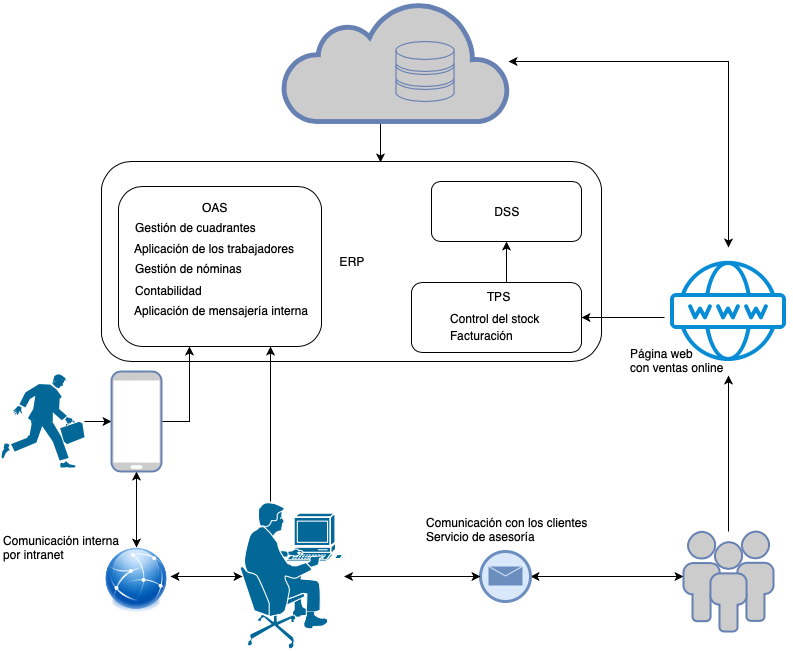 OAS
Gestión de cuadrantes
Aplicación de los trabajadores
Gestión de nóminas
Contabilidad
Aplicación de mensajería interna
ERP
DSS
TPS
Control del stock
Facturación
WWW
Página web
con ventas online
Comunicación interna
por intranet
Comunicación con los clientes
Servicio de asesoría